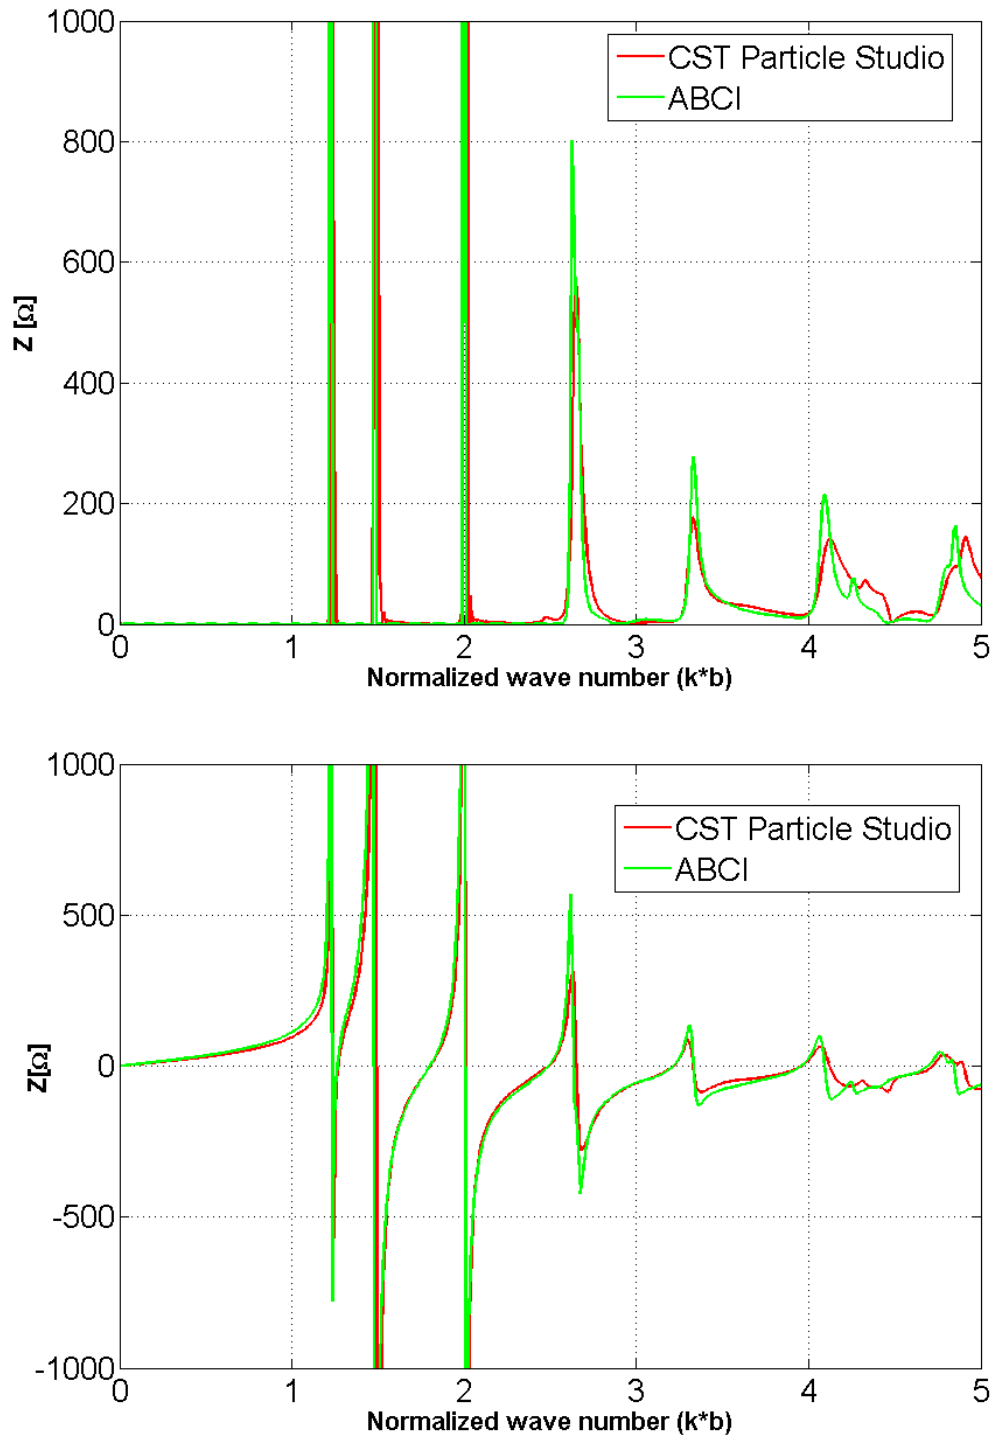 1000
800
600
400
200
0
Z [Ω]
CST Particle Studio
ABCI
0 1 2 3 4 5
Normalized wave number (k*b)
1000
500
0
-500
-1000
Z[Ω]
CST Particle Studio
ABCI
0 1 2 3 4 5
Normalized wave number (k*b)